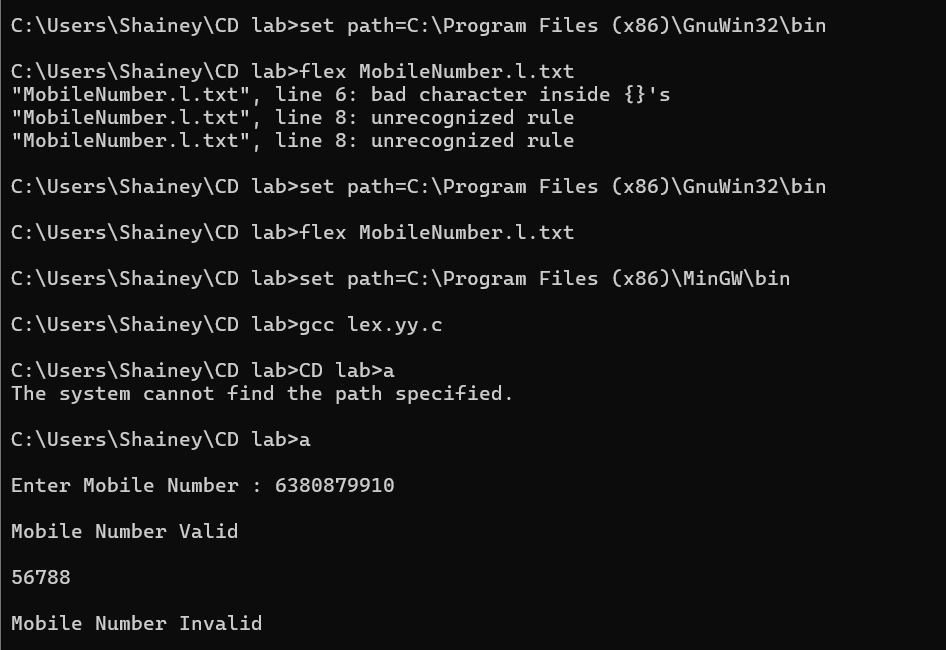 C:\Users\Shainey\CD lab>set path=C:\Program Files (x86)\GnuWin32\bin
C:\Users\Shainey\CD lab>flex MobileNumber.l.txt
"MobileNumber.l.txt", line 6: bad character inside {}'s
"MobileNumber.l.txt", line 8: unrecognized rule
"MobileNumber.l.txt", line 8: unrecognized rule
C:\Users\Shainey\CD lab>set path=C:\Program Files (x86)\GnuWin32\bin
C:\Users\Shainey\CD lab>flex MobileNumber.l.txt
C:\Users\Shainey\CD lab>set path=C:\Program Files (x86)\MinGW\bin
C:\Users\Shainey\CD lab>gcc lex.yy.c
C:\Users\Shainey\CD lab>CD lab>a
The system cannot find the path specified.
C:\Users\Shainey\CD lab>a
Enter Mobile Number : 6380879910
Mobile Number Valid
56788
Mobile Number Invalid